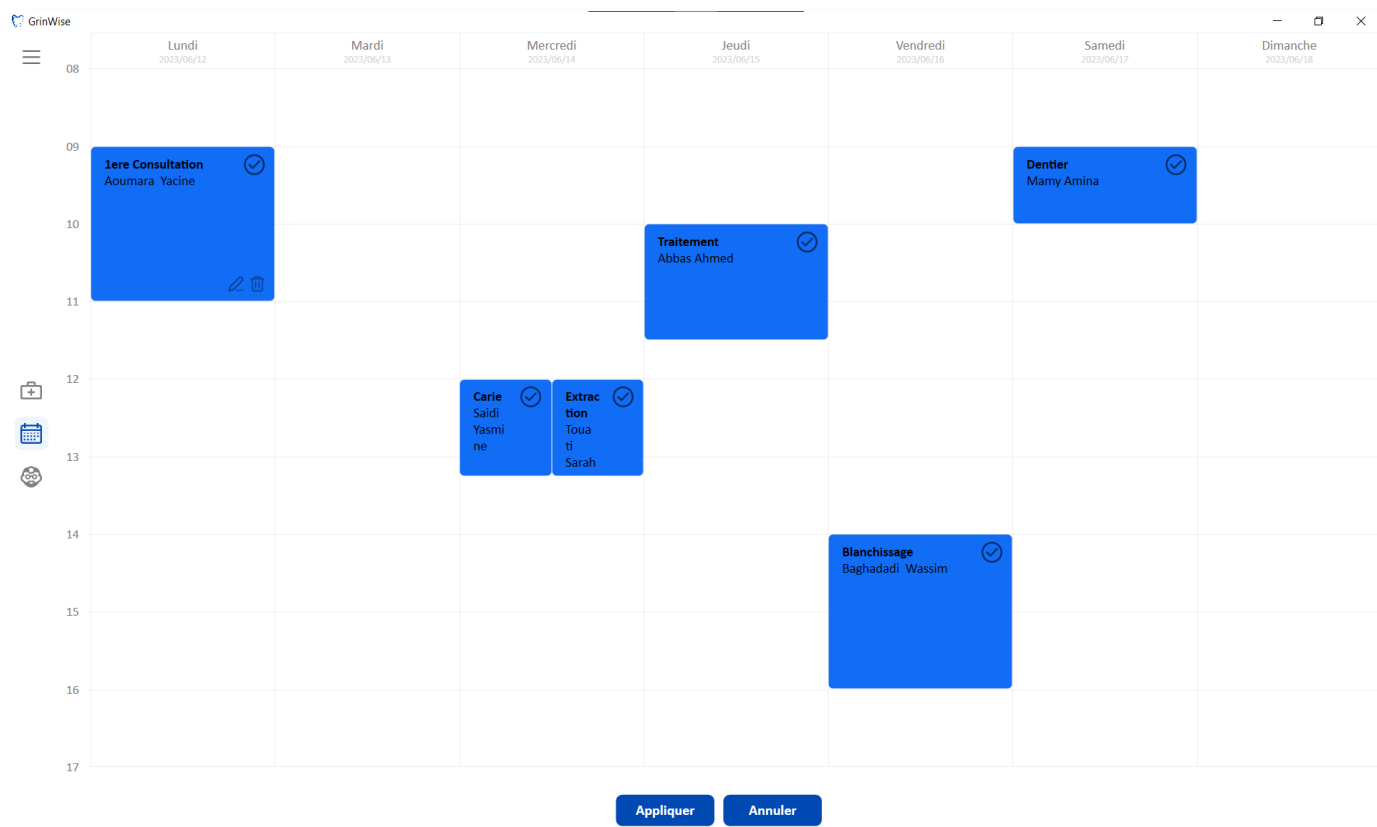 GrinWise
Lundi
2023/06/12
Mardi
2023/06/13
Mercredi
2023/06/14
Jeudi
2023/06/15
Vendredi
2023/06/16
Samedi
2023/06/17
Dimanche
2023/06/18
08
09
10
11
12
13
14
15
16
17
1ere Consultation
Aoumara Yacine
Carie
Saidi
Yasmi
ne
Extrac
tion
Toua
ti
Sarah
Traitement
Abbas Ahmed
Blanchissage
Baghadadi Wassim
Dentier
Mamy Amina
Appliquer
Annuler